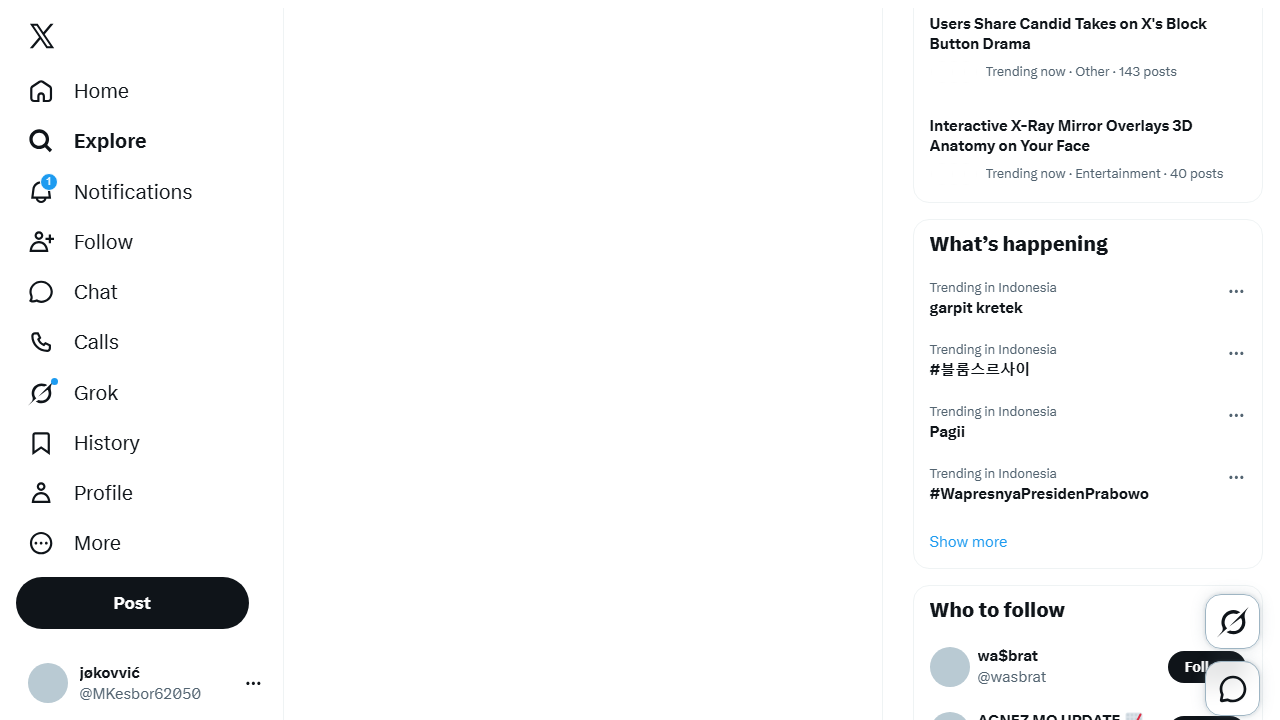 Home
Explore
1
Notifications
Follow
Chat
Calls
Grok
History
Profile
More
Post
jøkovvić
@MKesbor62050
Users Share Candid Takes on X's Block
Button Drama
Trending now · Other · 143 posts
Interactive X-Ray Mirror Overlays 3D
Anatomy on Your Face
Trending now · Entertainment · 40 posts
What’s happening
Trending in Indonesia
garpit kretek
Trending in Indonesia
#블룸스르사이
Trending in Indonesia
Pagii
Trending in Indonesia
#WapresnyaPresidenPrabowo
Show more
Who to follow
wa$brat
@wasbrat
AGNEZ MO UPDATE